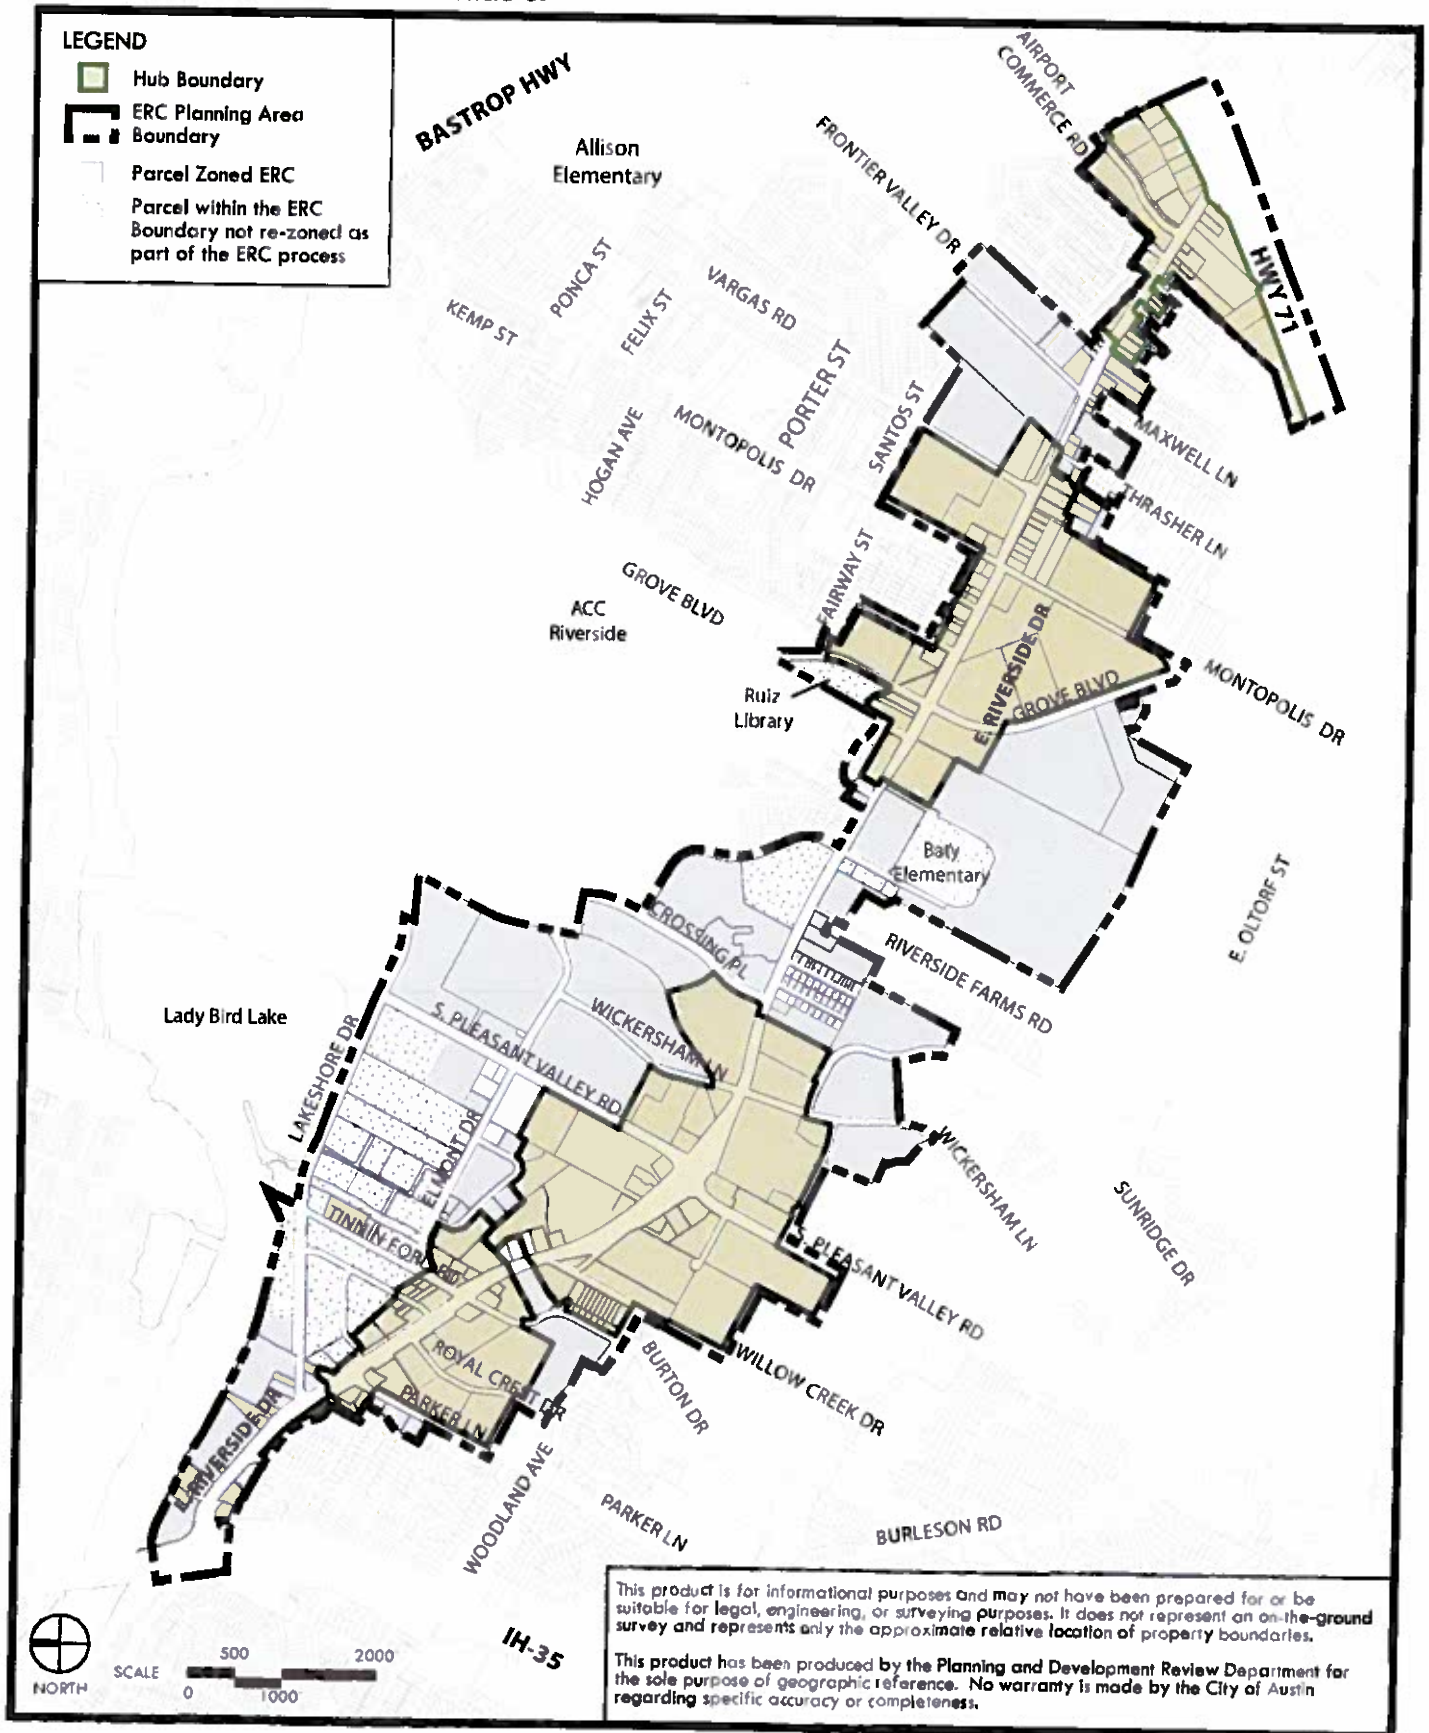 LEGEND
Hub Boundary
ERC Planning Area
Boundary
Parcel Zoned ERC
Parcel within the ERC
Boundary not re-zoned as
part of the ERC process
BASTROP HWY
Allison
Elementary
AIRPORT
COMMERCE RD
FRONTIER VALLEY DR
HWY 71
KEMP ST
PONCA ST
FELIX ST
VARGAS RD
PORTER ST
HOGAN AVE
MONTOPOLIS DR
SANTOS ST
MAXWELL LN
THRASHER LN
FAIRWAY ST
GROVE BLVD
ACC
Riverside
Ruiz
Library
E. RIVERSIDE DR
GROVE BLVD
MONTOPOLIS DR
Baty
Elementary
E. OLTORF ST
CROSSING PL
RIVERSIDE FARMS RD
Lady Bird Lake
LAKESHORE DR
S. PLEASANT VALLEY RD
WICKERSHAM LN
ELMONT DR
WICKERSHAM LN
SUNRIDGE DR
TINNIN FORD RD
S. PLEASANT VALLEY RD
ROYAL CREST DR
PARKER LN
BURTON DR
WILLOW CREEK DR
E. RIVERSIDE DR
WOODLAND AVE
PARKER LN
BURLESON RD
IH-35
NORTH
SCALE
500
2000
0
1000
This product is for informational purposes and may not have been prepared for or be
suitable for legal, engineering, or surveying purposes. It does not represent an on-the-ground
survey and represents only the approximate relative location of property boundaries.
This product has been produced by the Planning and Development Review Department for
the sole purpose of geographic reference. No warranty is made by the City of Austin
regarding specific accuracy or completeness.